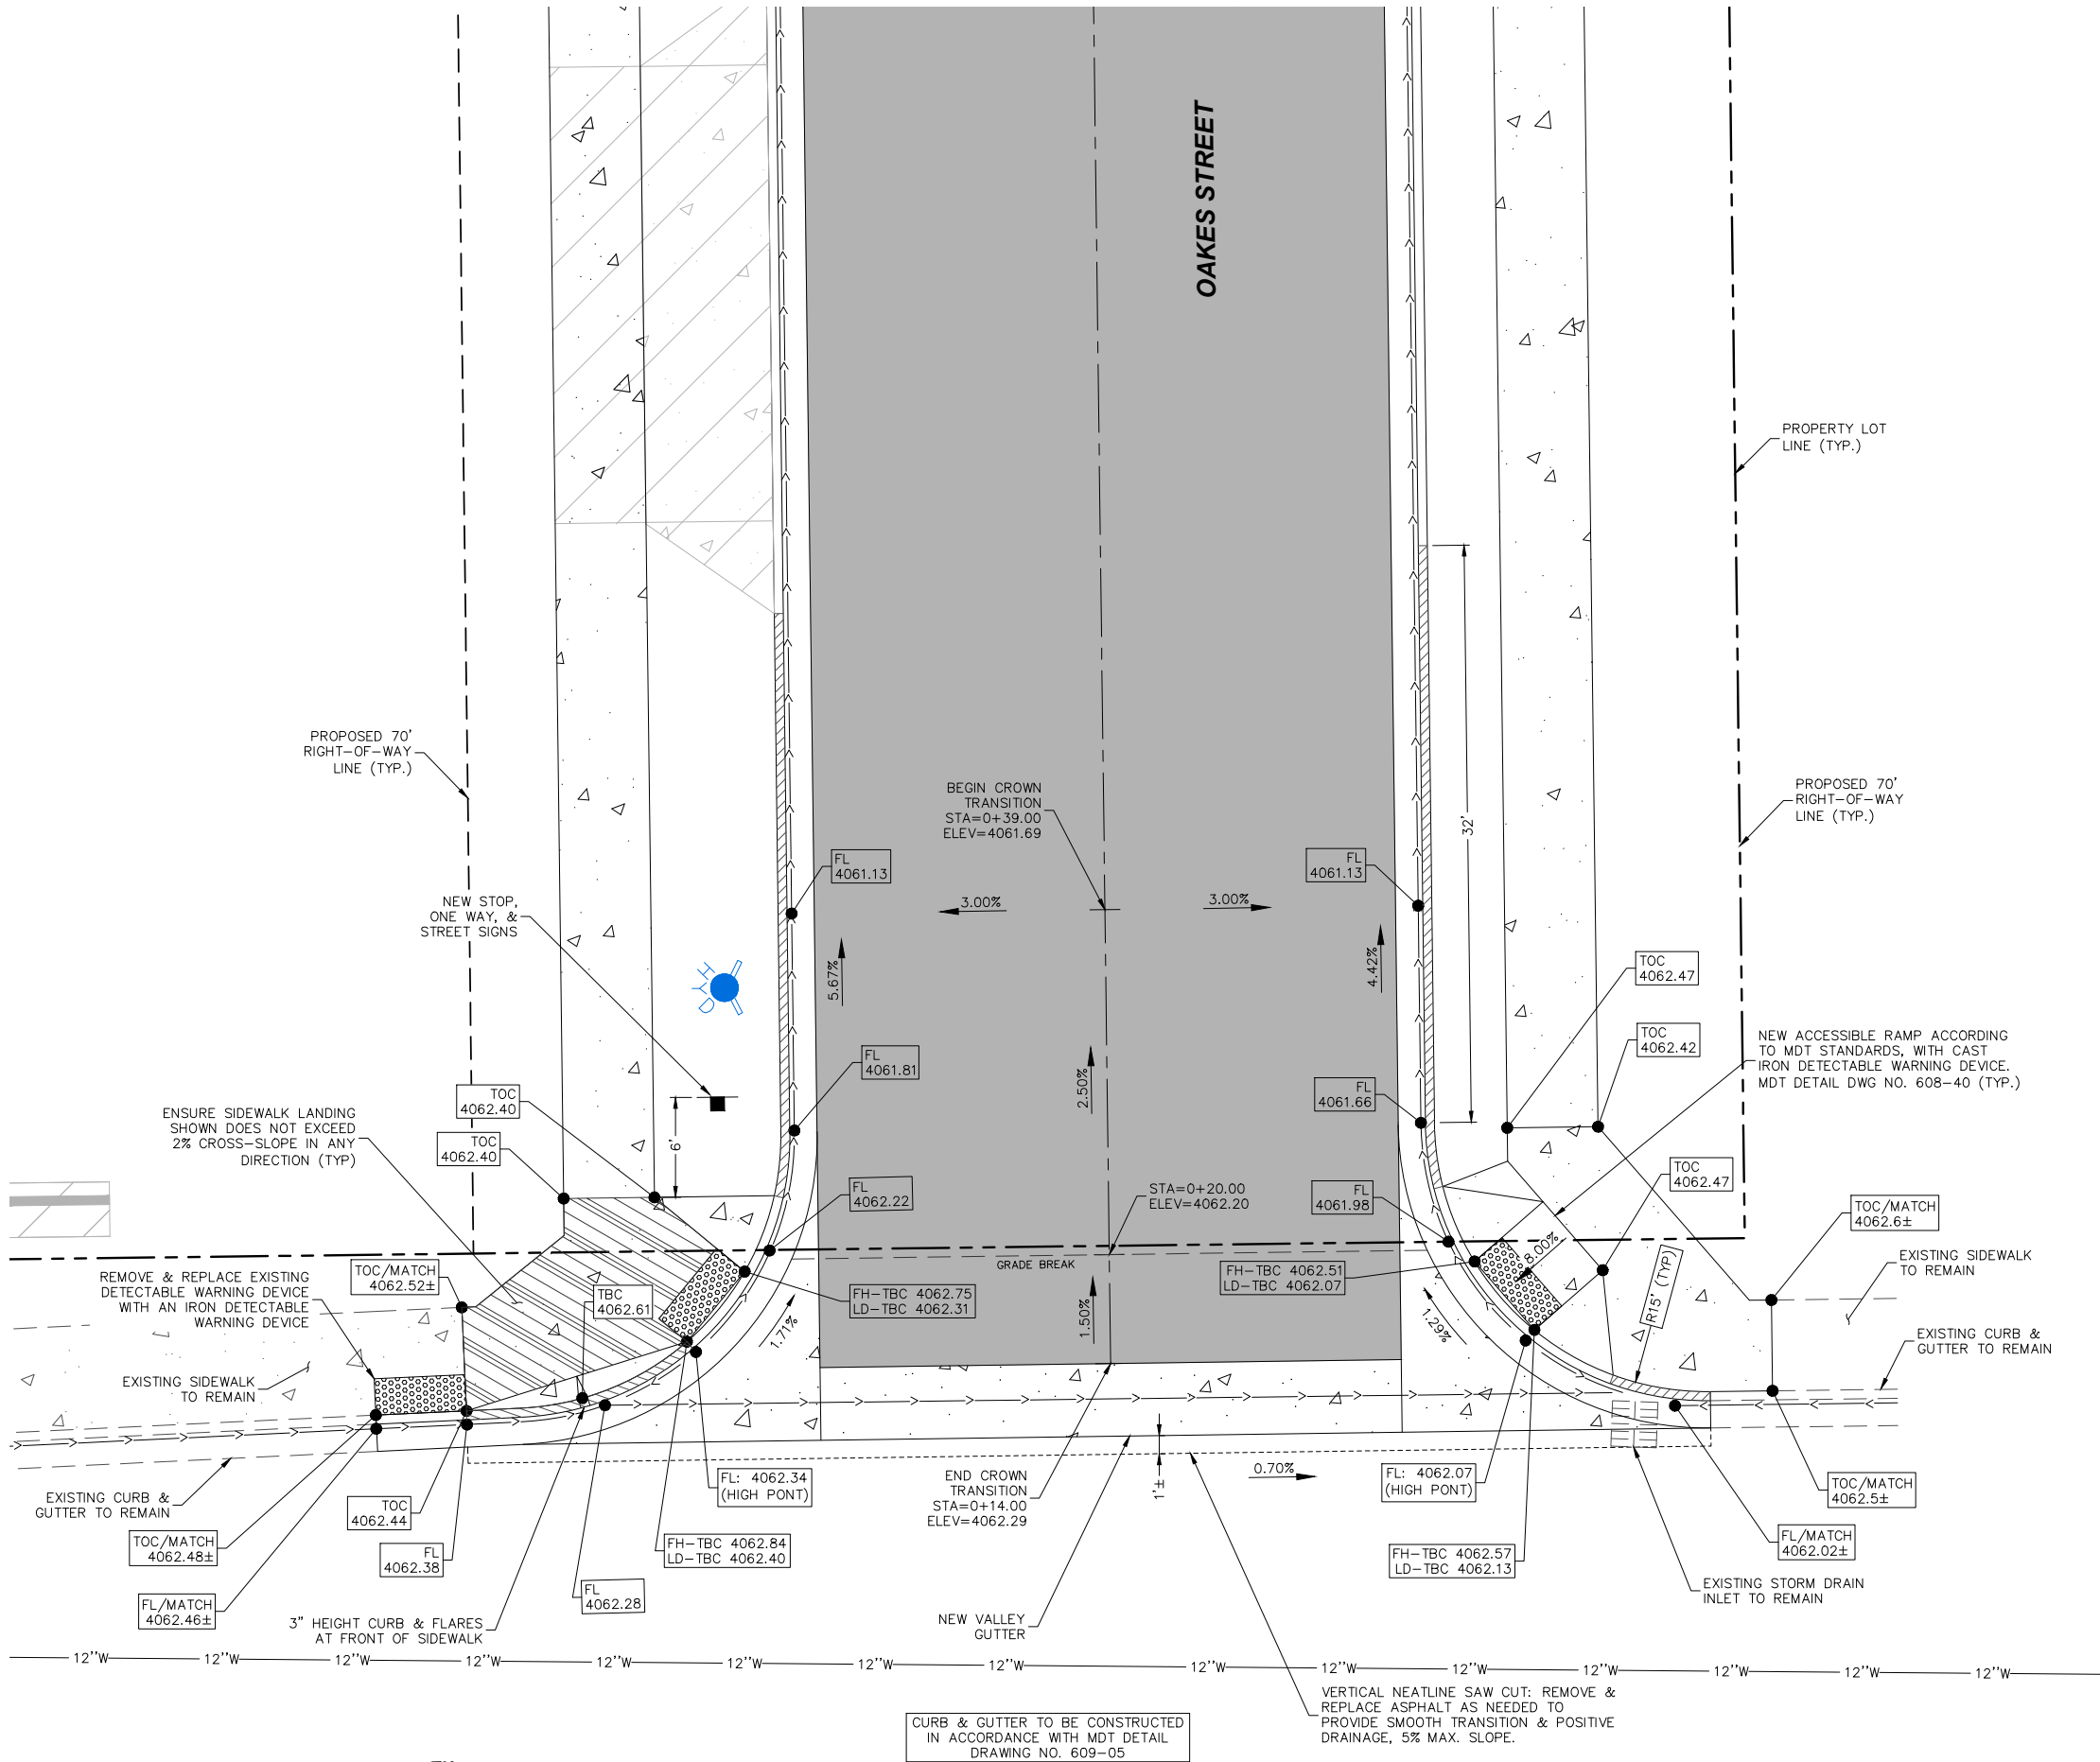 OAKES STREET
PROPERTY LOT
LINE (TYP.)
32'
PROPOSED 70'
RIGHT-OF-WAY
LINE (TYP.)
PROPOSED 70'
RIGHT-OF-WAY
LINE (TYP.)
BEGIN CROWN
TRANSITION
STA=0+39.00
ELEV=4061.69
FL
4061.13
FL
4061.13
3.00%
3.00%
NEW STOP,
ONE WAY, &
STREET SIGNS
HYD
5.67%
4.42%
TOC
4062.47
TOC
4062.42
NEW ACCESSIBLE RAMP ACCORDING
TO MDT STANDARDS, WITH CAST
IRON DETECTABLE WARNING DEVICE.
MDT DETAIL DWG NO. 608-40 (TYP.)
FL
4061.81
2.50%
FL
4061.66
TOC
4062.40
TOC
4062.40
6'
ENSURE SIDEWALK LANDING
SHOWN DOES NOT EXCEED
2% CROSS-SLOPE IN ANY
DIRECTION (TYP)
FL
4062.22
STA=0+20.00
ELEV=4062.20
FL
4061.98
TOC
4062.47
TOC/MATCH
4062.6±
EXISTING SIDEWALK
TO REMAIN
GRADE BREAK
8.00%
R15' (TYP)
REMOVE & REPLACE EXISTING
DETECTABLE WARNING DEVICE
WITH AN IRON DETECTABLE
WARNING DEVICE
TOC/MATCH
4062.52±
TBC
4062.61
FH-TBC 4062.75
LD-TBC 4062.31
FH-TBC 4062.51
LD-TBC 4062.07
1.71%
1.50%
1.29%
EXISTING CURB &
GUTTER TO REMAIN
EXISTING SIDEWALK
TO REMAIN
EXISTING CURB &
GUTTER TO REMAIN
TOC
4062.44
TOC/MATCH
4062.48±
FL
4062.38
FL/MATCH
4062.46±
3" HEIGHT CURB & FLARES
AT FRONT OF SIDEWALK
FL
4062.28
FH-TBC 4062.84
LD-TBC 4062.40
FL: 4062.34
(HIGH PONT)
END CROWN
TRANSITION
STA=0+14.00
ELEV=4062.29
1'±
0.70%
FL: 4062.07
(HIGH PONT)
FH-TBC 4062.57
LD-TBC 4062.13
TOC/MATCH
4062.5±
FL/MATCH
4062.02±
EXISTING STORM DRAIN
INLET TO REMAIN
NEW VALLEY
GUTTER
12''W 12''W 12''W 12''W 12''W 12''W 12''W 12''W 12''W 12''W 12''W 12''W 12''W 12''W 12''W
VERTICAL NEATLINE SAW CUT: REMOVE &
REPLACE ASPHALT AS NEEDED TO
PROVIDE SMOOTH TRANSITION & POSITIVE
DRAINAGE, 5% MAX. SLOPE.
CURB & GUTTER TO BE CONSTRUCTED
IN ACCORDANCE WITH MDT DETAIL
DRAWING NO. 609-05